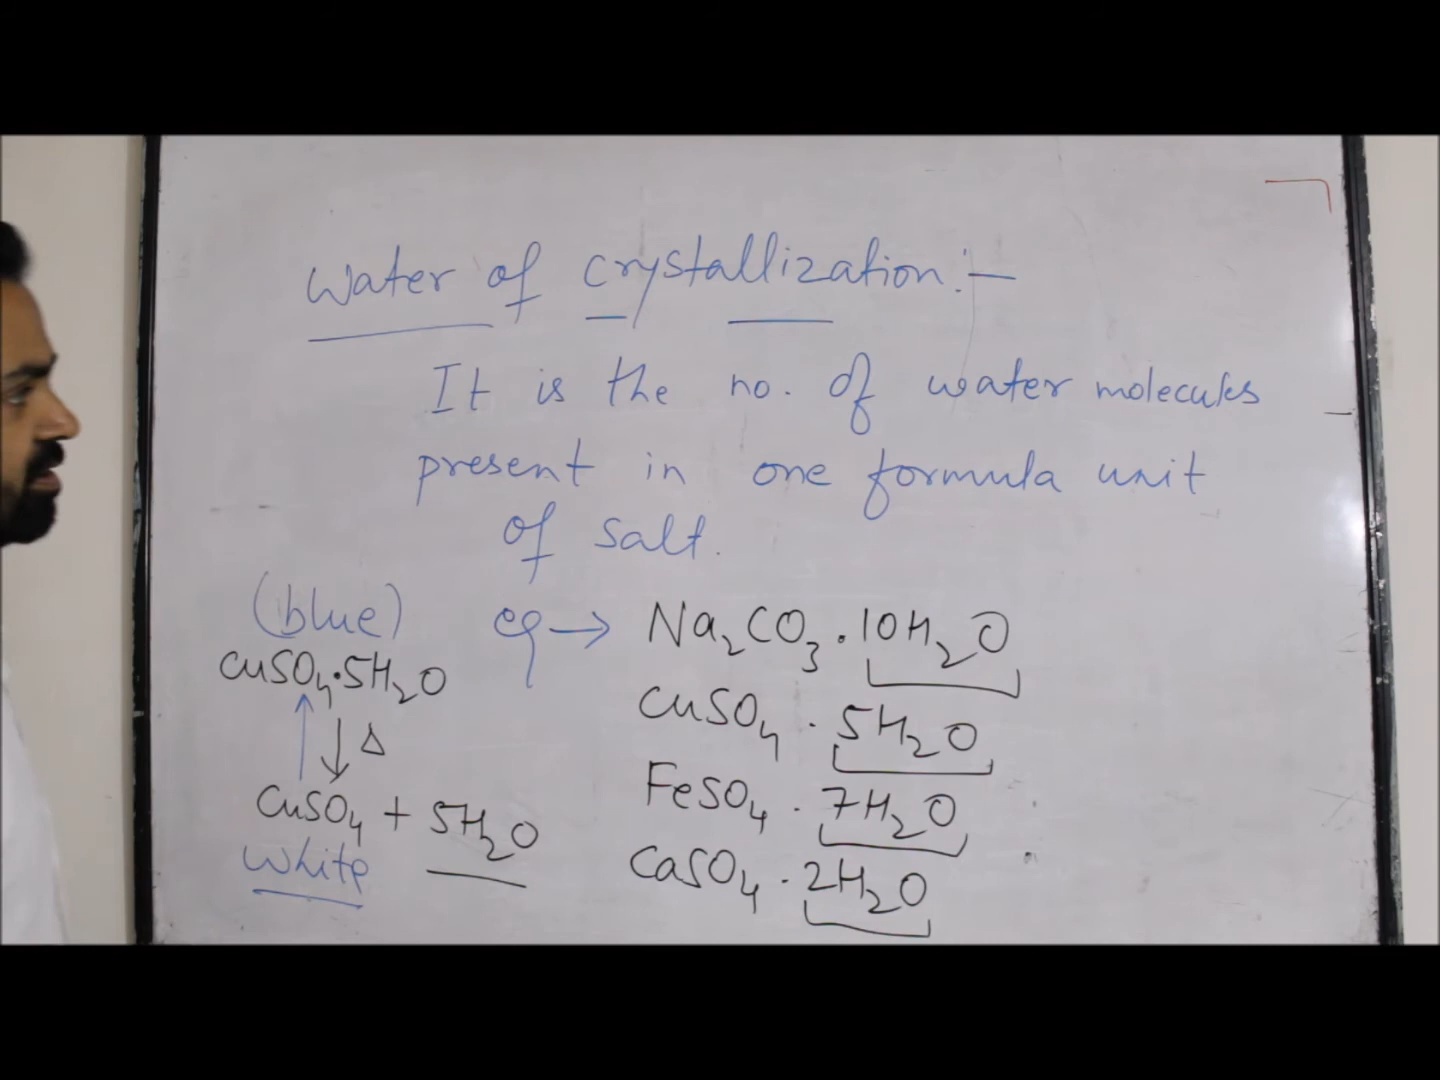 Water of crystallization:-
It is the no. of water molecules
present in one formula unit
of salt.
(blue)
CuSO₄·5H₂O
Δ
CuSO₄ + 5H₂O
White
eg → Na₂CO₃.10H₂O
CuSO₄.5H₂O
FeSO₄.7H₂O
CaSO₄.2H₂O